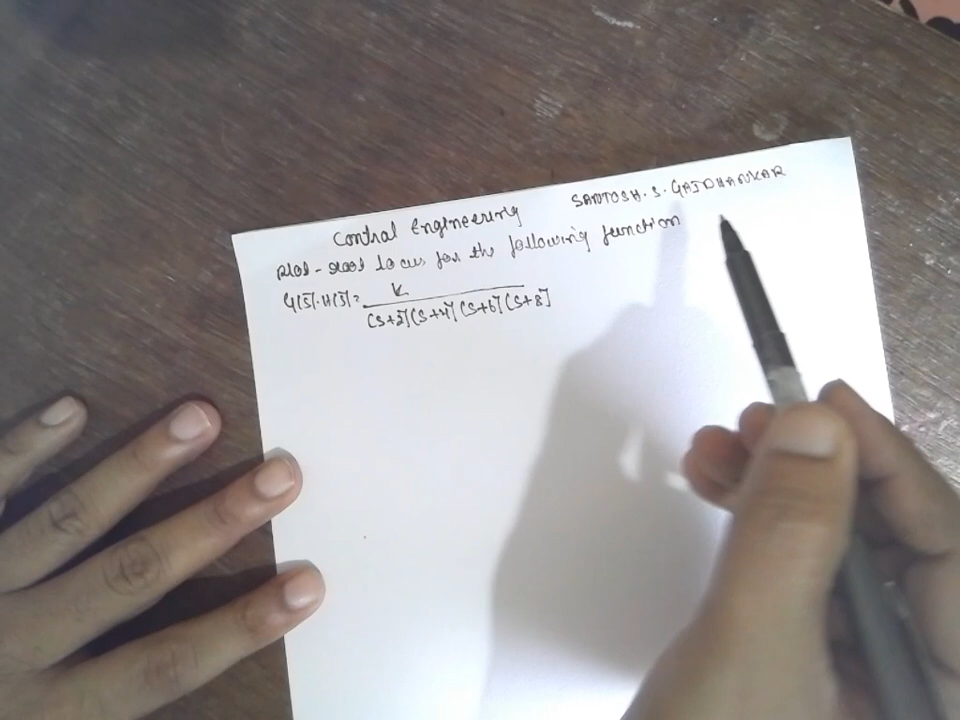 SANTOSH.S.GAIDHANKAR
Control Engineering
Plot-root locus for the following function
G(S).H(S)= K
(S+2)(S+4)(S+6)(S+8)